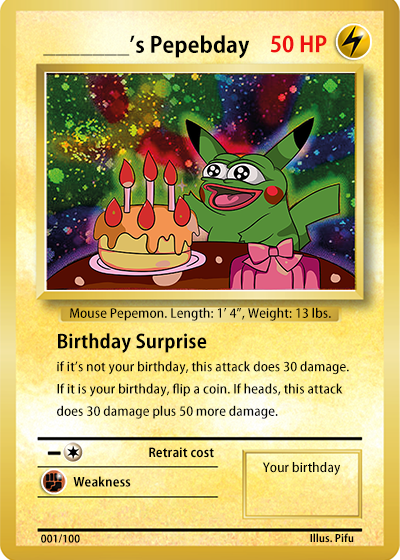 _______'s Pepebday 50 HP
Mouse Pepemon. Length: 1' 4", Weight: 13 lbs.
Birthday Surprise
if it's not your birthday, this attack does 30 damage.
If it is your birthday, flip a coin. If heads, this attack
does 30 damage plus 50 more damage.
Retrait cost
Weakness
Your birthday
001/100
Illus. Pifu